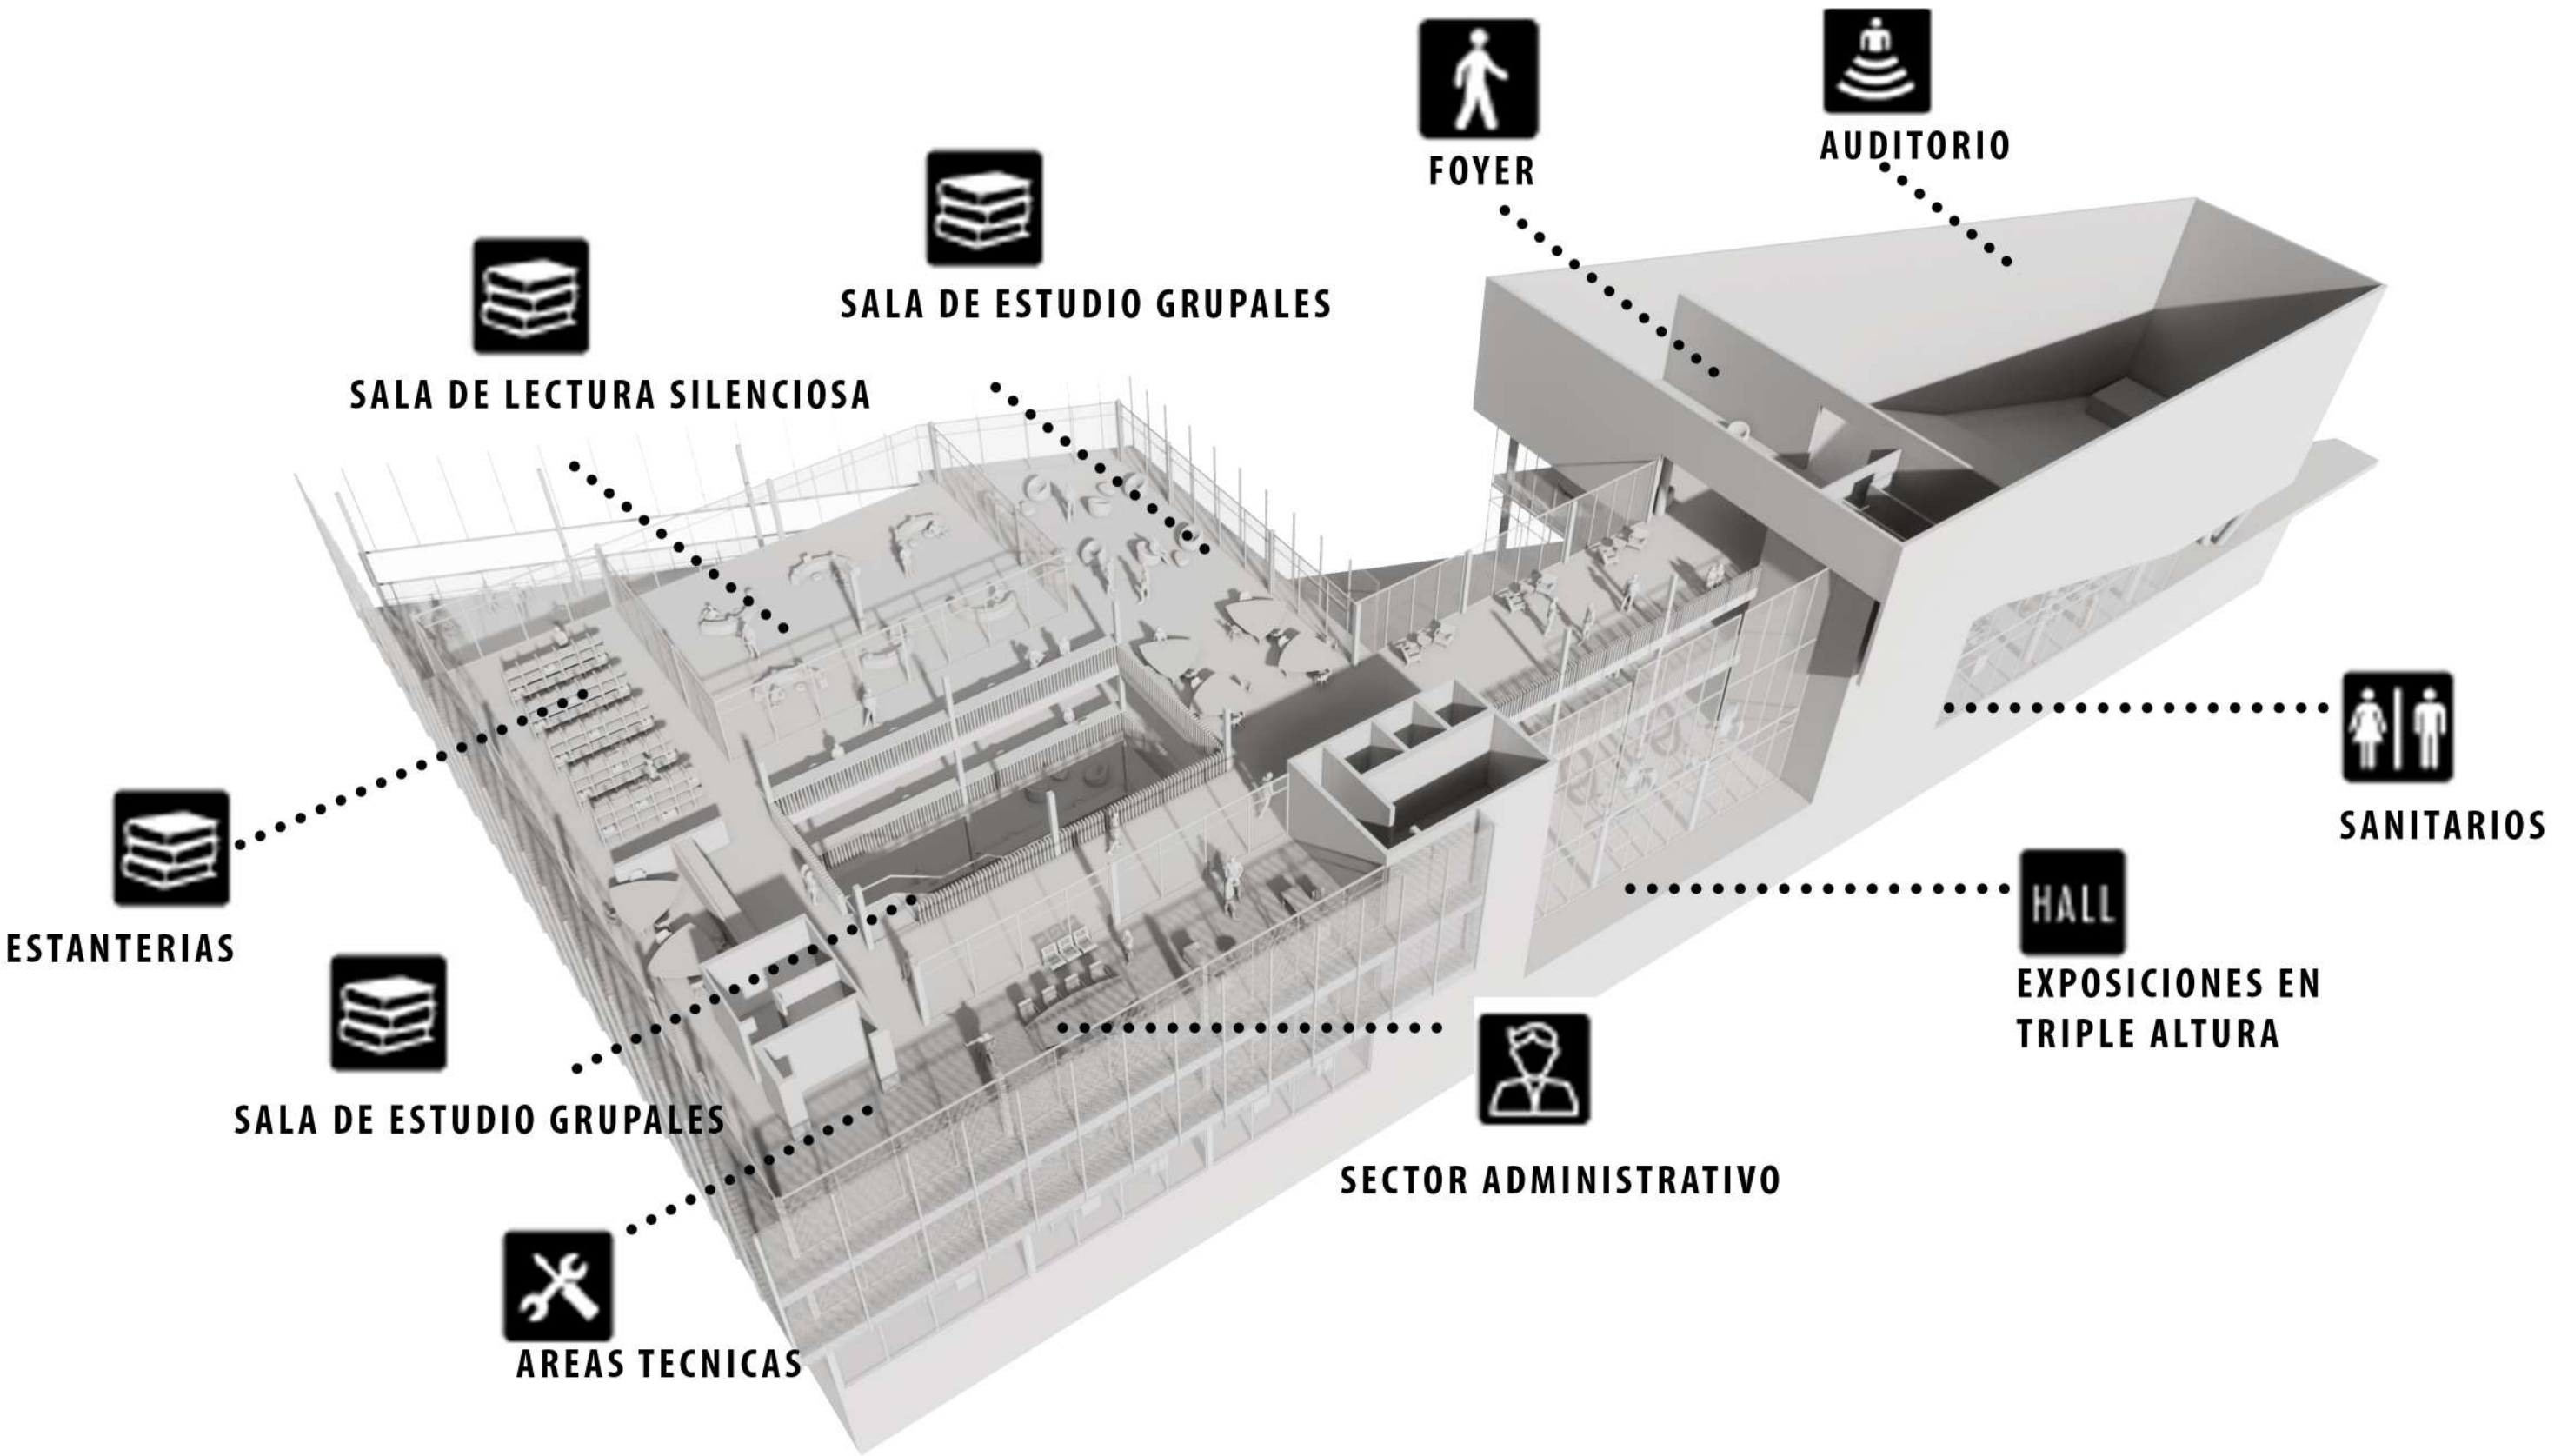 FOYER
AUDITORIO
SALA DE ESTUDIO GRUPALES
SALA DE LECTURA SILENCIOSA
SANITARIOS
HALL
EXPOSICIONES EN
TRIPLE ALTURA
ESTANTERIAS
SALA DE ESTUDIO GRUPALES
SECTOR ADMINISTRATIVO
AREAS TECNICAS